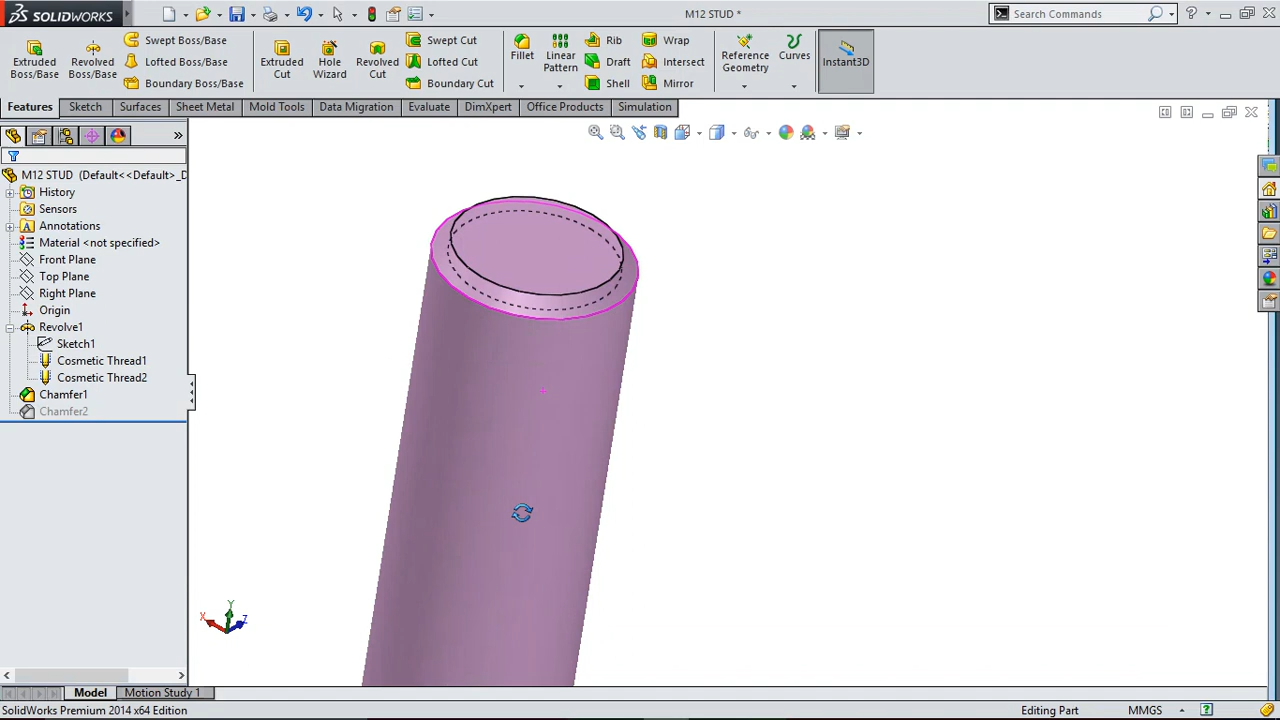 SOLIDWORKS
M12 STUD *
Search Commands
Extruded Boss/Base
Revolved Boss/Base
Swept Boss/Base
Lofted Boss/Base
Boundary Boss/Base
Extruded Cut
Hole Wizard
Revolved Cut
Swept Cut
Lofted Cut
Boundary Cut
Fillet
Linear Pattern
Rib
Draft
Shell
Wrap
Intersect
Mirror
Reference Geometry
Curves
Instant3D
Features
Sketch
Surfaces
Sheet Metal
Mold Tools
Data Migration
Evaluate
DimXpert
Office Products
Simulation
M12 STUD (Default<<Default>_D
History
Sensors
Annotations
Material <not specified>
Front Plane
Top Plane
Right Plane
Origin
Revolve1
Sketch1
Cosmetic Thread1
Cosmetic Thread2
Chamfer1
Chamfer2
Y
X
Z
Model
Motion Study 1
SolidWorks Premium 2014 x64 Edition
Editing Part
MMGS